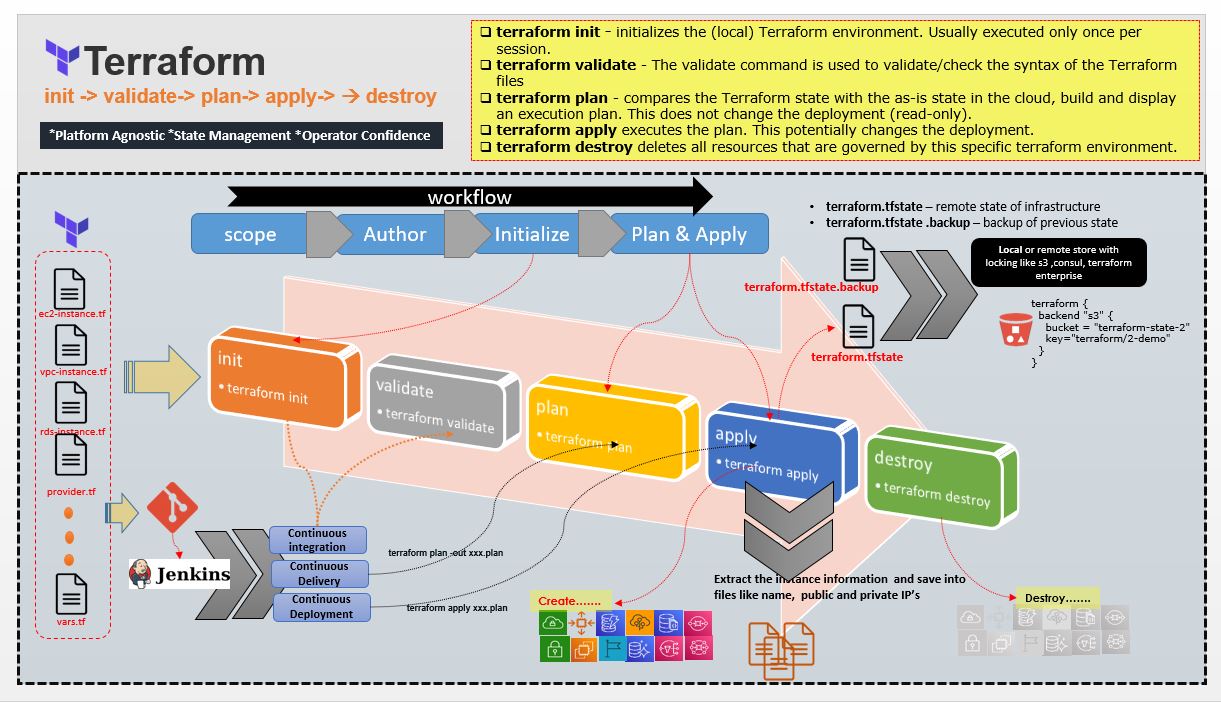 Terraform
init -> validate-> plan-> apply-> → destroy
*Platform Agnostic *State Management *Operator Confidence
❑ terraform init – initializes the (local) Terraform environment. Usually executed only once per
session.
❑ terraform validate - The validate command is used to validate/check the syntax of the Terraform
files
❑ terraform plan - compares the Terraform state with the as-is state in the cloud, build and display
an execution plan. This does not change the deployment (read-only).
❑ terraform apply executes the plan. This potentially changes the deployment.
❑ terraform destroy deletes all resources that are governed by this specific terraform environment.
workflow
scope
Author
Initialize
Plan & Apply
• terraform.tfstate – remote state of infrastructure
• terraform.tfstate .backup – backup of previous state
terraform.tfstate.backup
terraform.tfstate
Local or remote store with
locking like s3 ,consul, terraform
enterprise
terraform {
backend "s3" {
bucket = "terraform-state-2"
key="terraform/2-demo"
}
}
ec2-instance.tf
vpc-instance.tf
rds-instance.tf
provider.tf
vars.tf
init
• terraform init
validate
• terraform validate
plan
• terraform plan
apply
• terraform apply
destroy
• terraform destroy
Jenkins
Continuous
integration
Continuous
Delivery
Continuous
Deployment
terraform plan -out xxx.plan
terraform apply xxx.plan
Extract the instance information and save into
files like name, public and private IP's
Create.......
Destroy.......